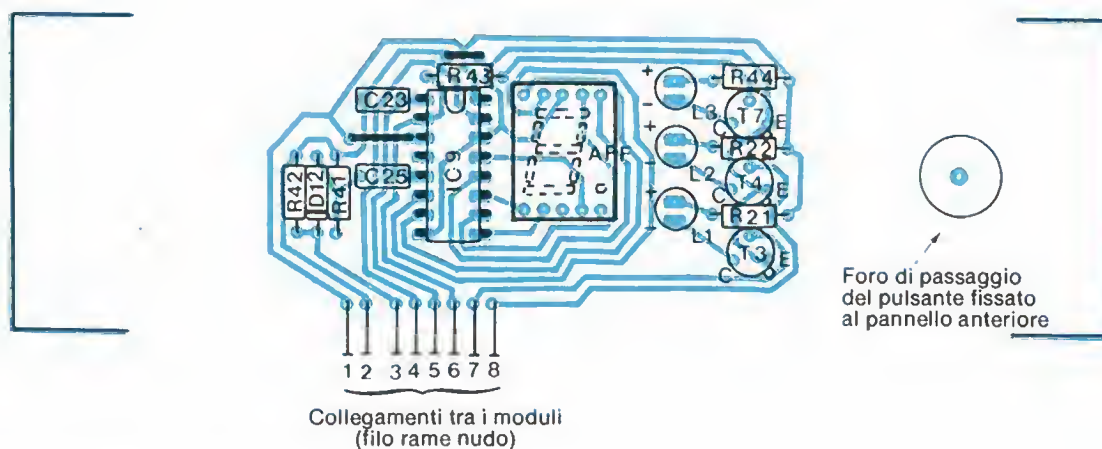 R43
R44
C23
+
-
L3
T7
C
E
+
R22
IC9
AFF
C25
L2
T4
C
E
R42
D12
R41
+
-
R21
L1
T3
C
E
1 2 3 4 5 6 7 8
Collegamenti tra i moduli
(filo rame nudo)
Foro di passaggio
del pulsante fissato
al pannello anteriore